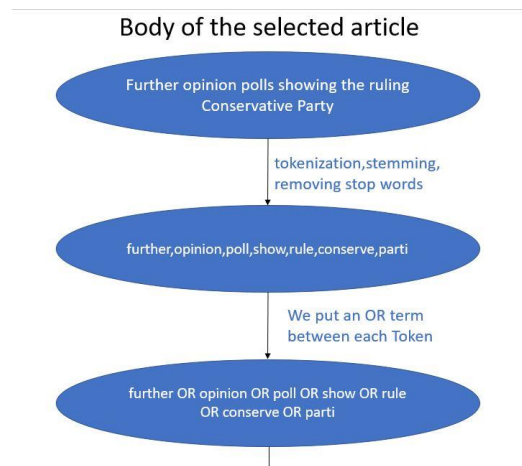 Body of the selected article
Further opinion polls showing the ruling
Conservative Party
tokenization,stemming,
removing stop words
further,opinion,poll,show,rule,conserve,parti
We put an OR term
between each Token
further OR opinion OR poll OR show OR rule
OR conserve OR parti